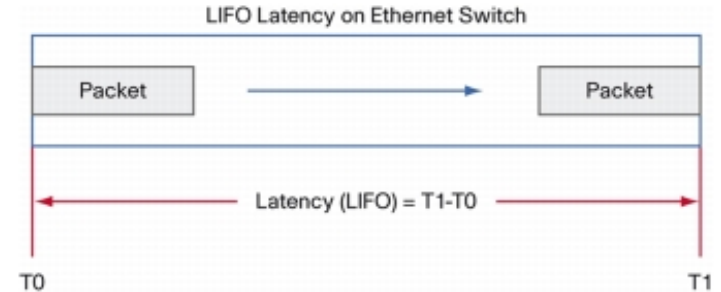 LIFO Latency on Ethernet Switch
Packet
Packet
Latency (LIFO) = T1-T0
T0
T1